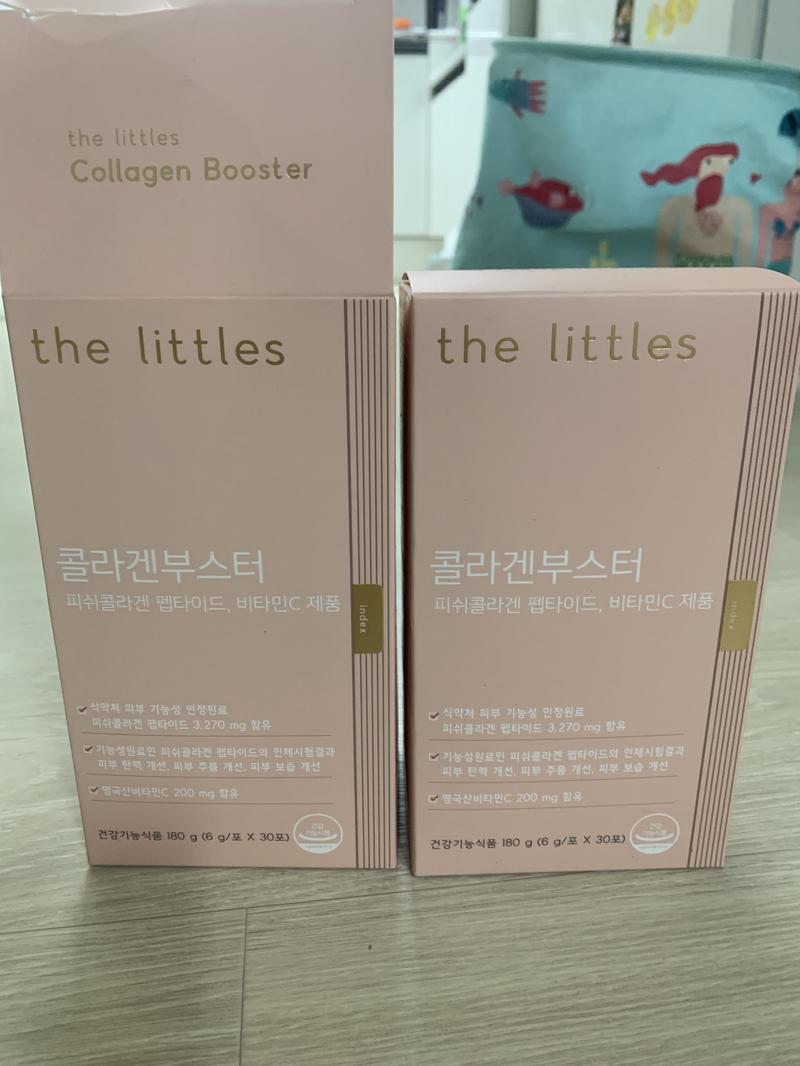 the littles
Collagen Booster
the littles
콜라겐부스터
피쉬콜라겐 펩타이드, 비타민C 제품
index
식약처 피부 기능성 인정원료
피쉬콜라겐 펩타이드 3,270 mg 함유
기능성원료인 피쉬콜라겐 펩타이드의 인체시험결과
피부 탄력 개선, 피부 주름 개선, 피부 보습 개선
영국산비타민C 200 mg 함유
건강기능식품 180 g (6 g/포 X 30포)
건강
기능식품
the littles
콜라겐부스터
피쉬콜라겐 펩타이드, 비타민C 제품
index
식약처 피부 기능성 인정원료
피쉬콜라겐 펩타이드 3,270 mg 함유
기능성원료인 피쉬콜라겐 펩타이드의 인체시험결과
피부 탄력 개선, 피부 주름 개선, 피부 보습 개선
영국산비타민C 200 mg 함유
건강기능식품 180 g (6 g/포 X 30포)
건강
기능식품